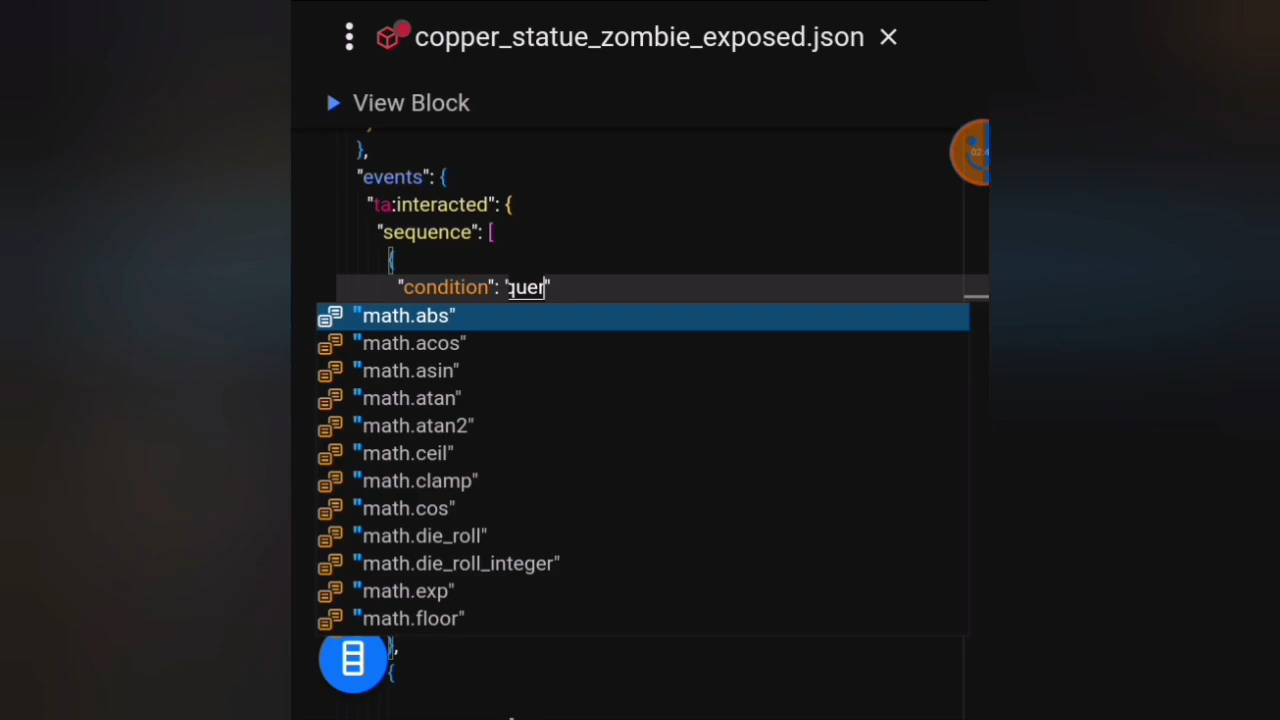 copper_statue_zombie_exposed.json ×
View Block
},
"events": {
"ta:interacted": {
"sequence": [
{
"condition": "quer"
"math.abs"
"math.acos"
"math.asin"
"math.atan"
"math.atan2"
"math.ceil"
"math.clamp"
"math.cos"
"math.die_roll"
"math.die_roll_integer"
"math.exp"
"math.floor"
},
{